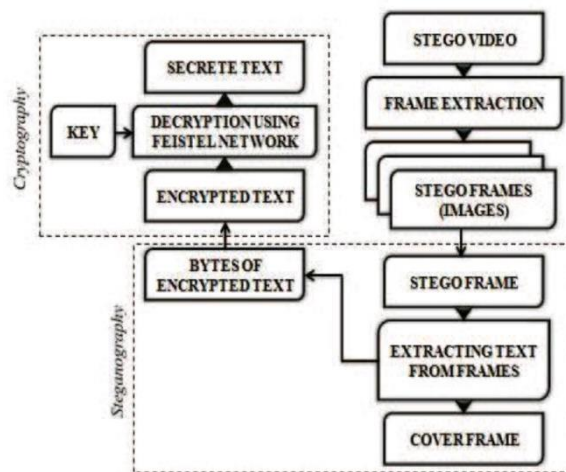 STEGO VIDEO
FRAME EXTRACTION
STEGO FRAMES
(IMAGES)
STEGO FRAME
EXTRACTING TEXT
FROM FRAMES
COVER FRAME
BYTES OF
ENCRYPTED TEXT
ENCRYPTED TEXT
KEY
DECRYPTION USING
FEISTEL NETWORK
SECRETE TEXT
Cryptography
Steganography